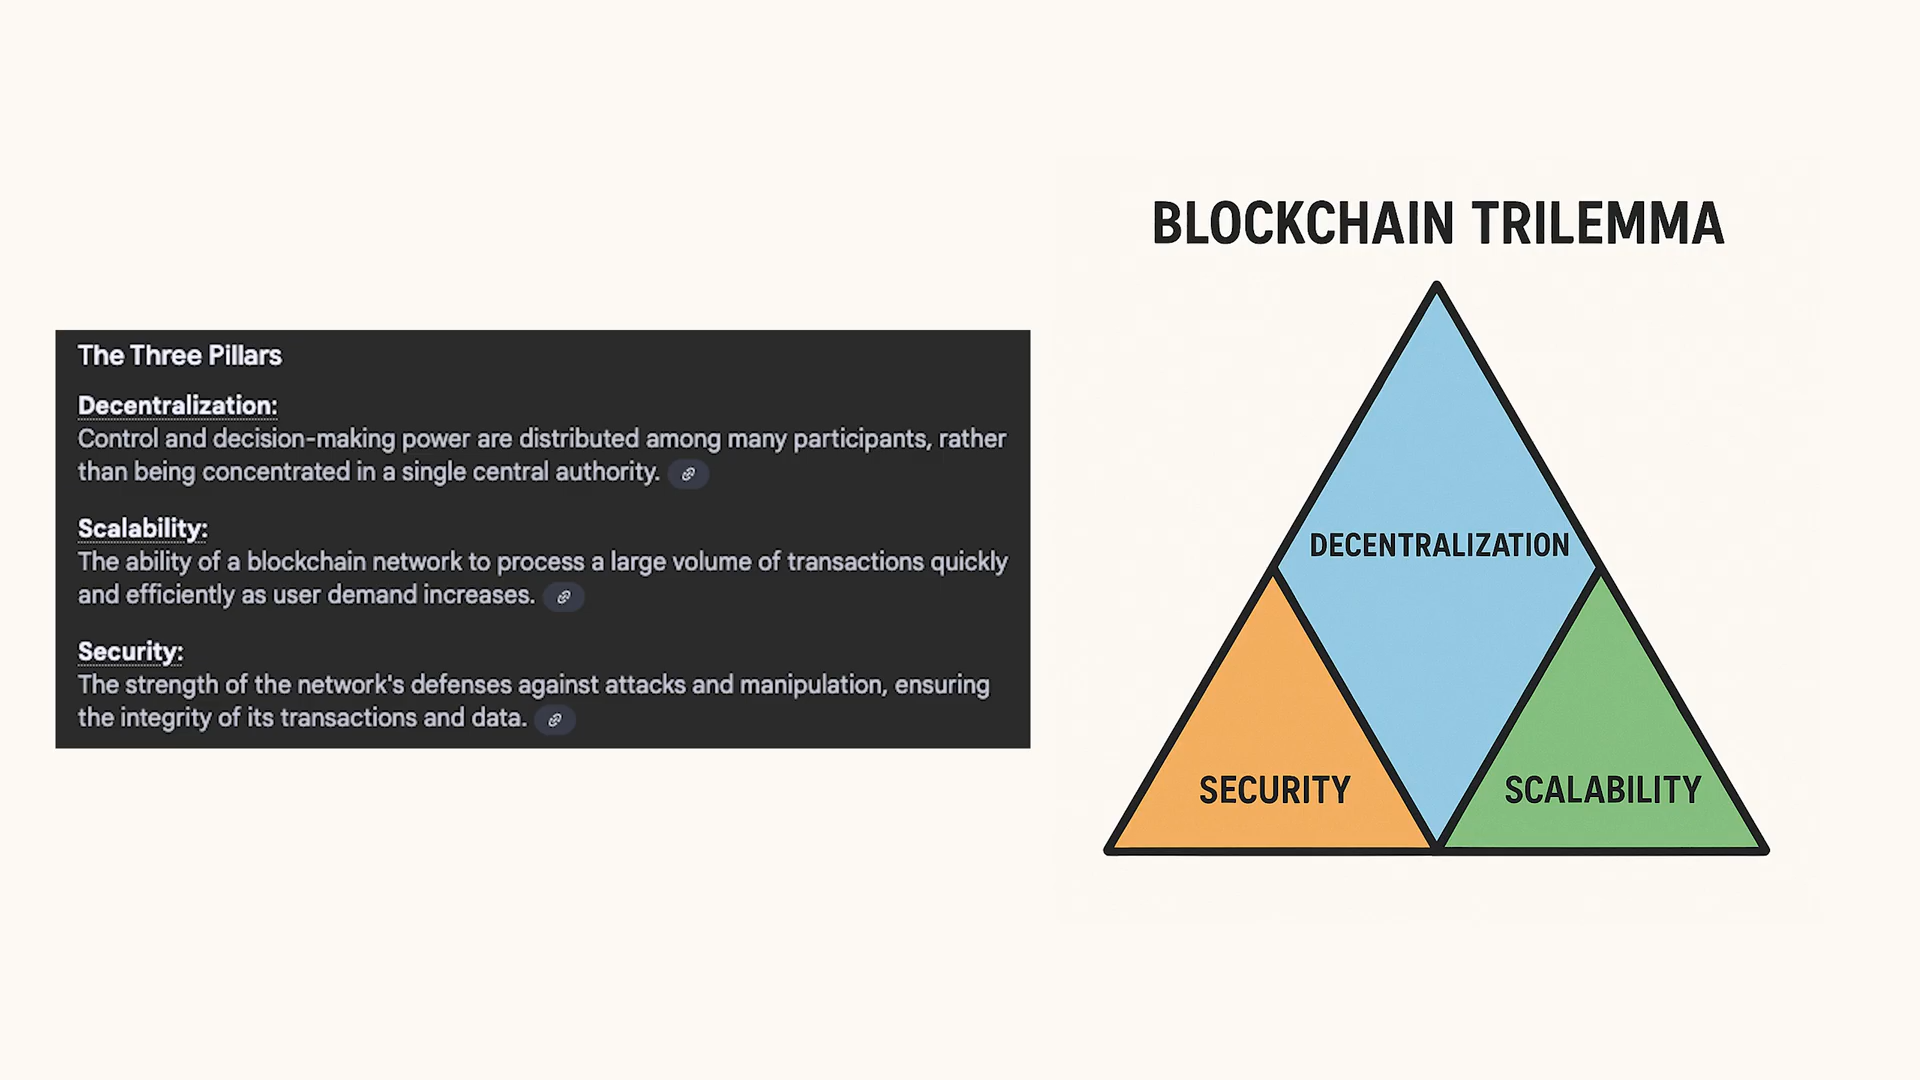 The Three Pillars
Decentralization:
Control and decision-making power are distributed among many participants, rather
than being concentrated in a single central authority.
Scalability:
The ability of a blockchain network to process a large volume of transactions quickly
and efficiently as user demand increases.
Security:
The strength of the network's defenses against attacks and manipulation, ensuring
the integrity of its transactions and data.
BLOCKCHAIN TRILEMMA
DECENTRALIZATION
SECURITY
SCALABILITY